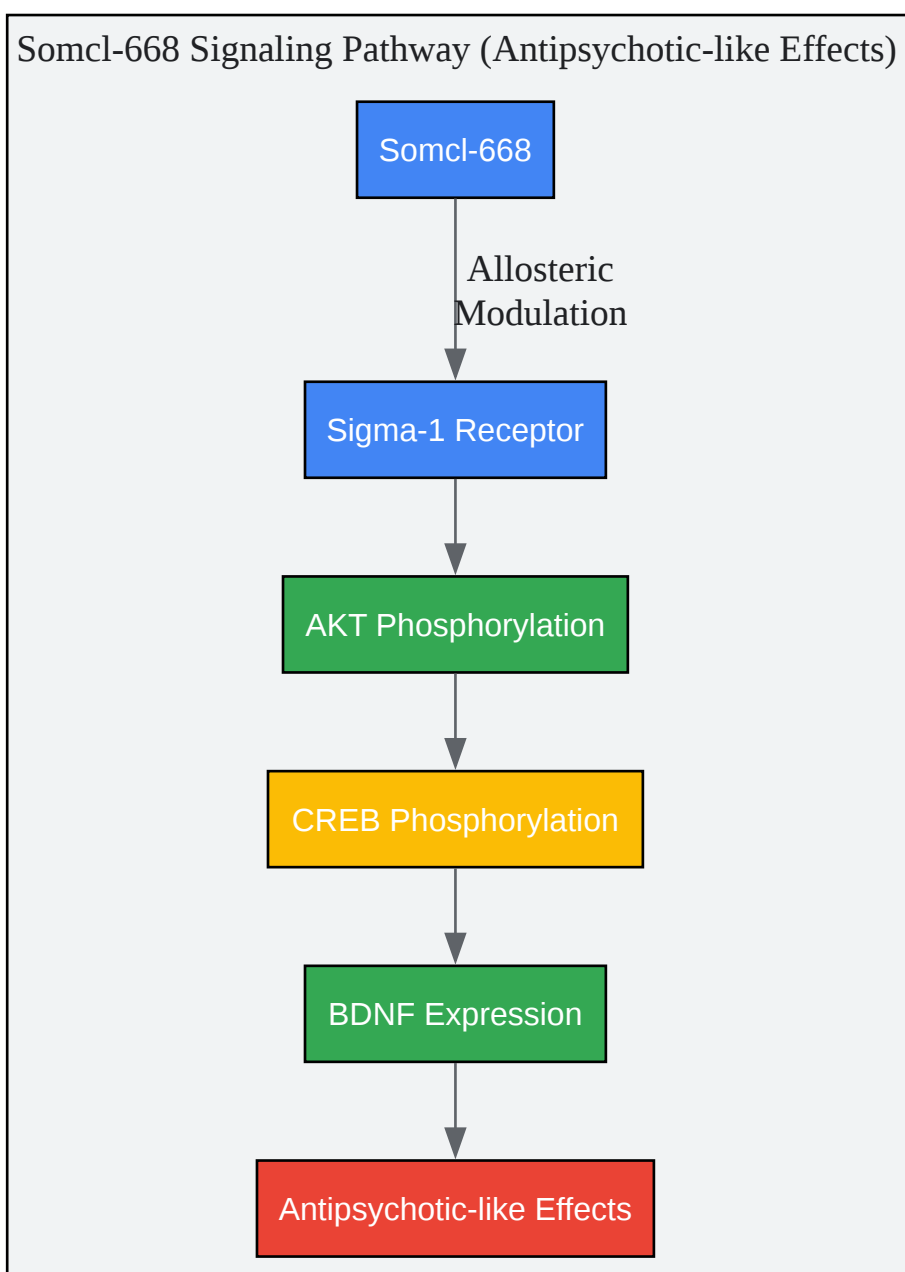 Somcl-668 Signaling Pathway (Antipsychotic-like Effects)
Somcl-668
Allosteric
Modulation
Sigma-1 Receptor
AKT Phosphorylation
CREB Phosphorylation
BDNF Expression
Antipsychotic-like Effects